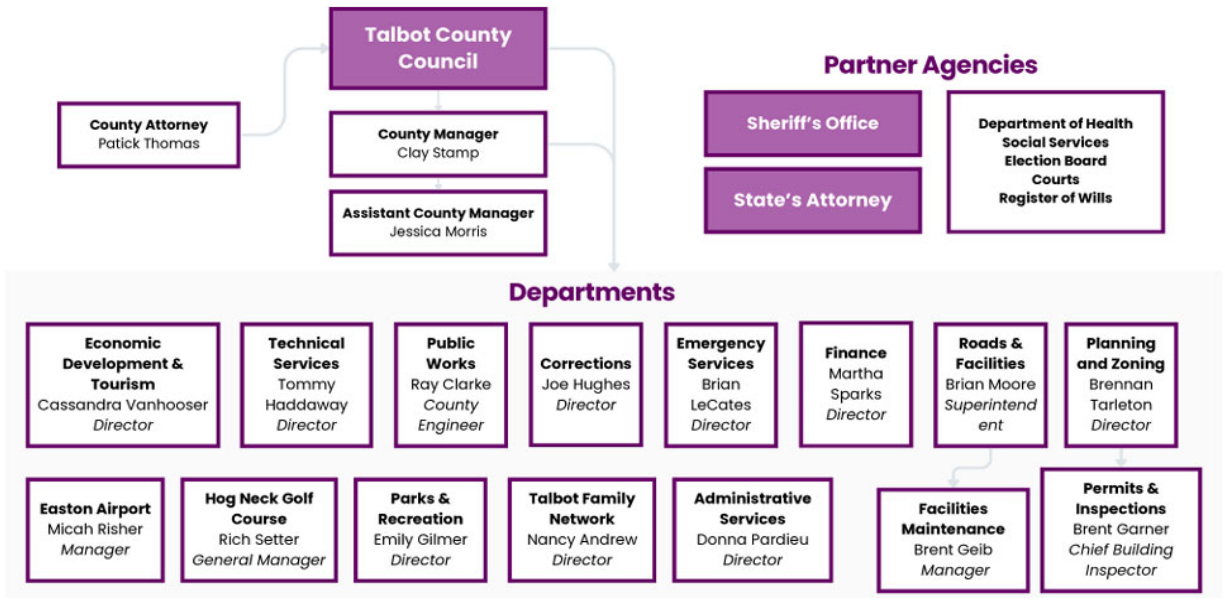 Talbot County
Council
County Attorney
Patick Thomas
County Manager
Clay Stamp
Assistant County Manager
Jessica Morris
Partner Agencies
Sheriff's Office
State's Attorney
Department of Health
Social Services
Election Board
Courts
Register of Wills
Departments
Economic
Development &
Tourism
Cassandra Vanhooser
Director
Technical
Services
Tommy
Haddaway
Director
Public
Works
Ray Clarke
County
Engineer
Corrections
Joe Hughes
Director
Emergency
Services
Brian
LeCates
Director
Finance
Martha
Sparks
Director
Roads &
Facilities
Brian Moore
Superintend
ent
Planning
and Zoning
Brennan
Tarleton
Director
Easton Airport
Micah Risher
Manager
Hog Neck Golf
Course
Rich Setter
General Manager
Parks &
Recreation
Emily Gilmer
Director
Talbot Family
Network
Nancy Andrew
Director
Administrative
Services
Donna Pardieu
Director
Facilities
Maintenance
Brent Geib
Manager
Permits &
Inspections
Brent Garner
Chief Building
Inspector